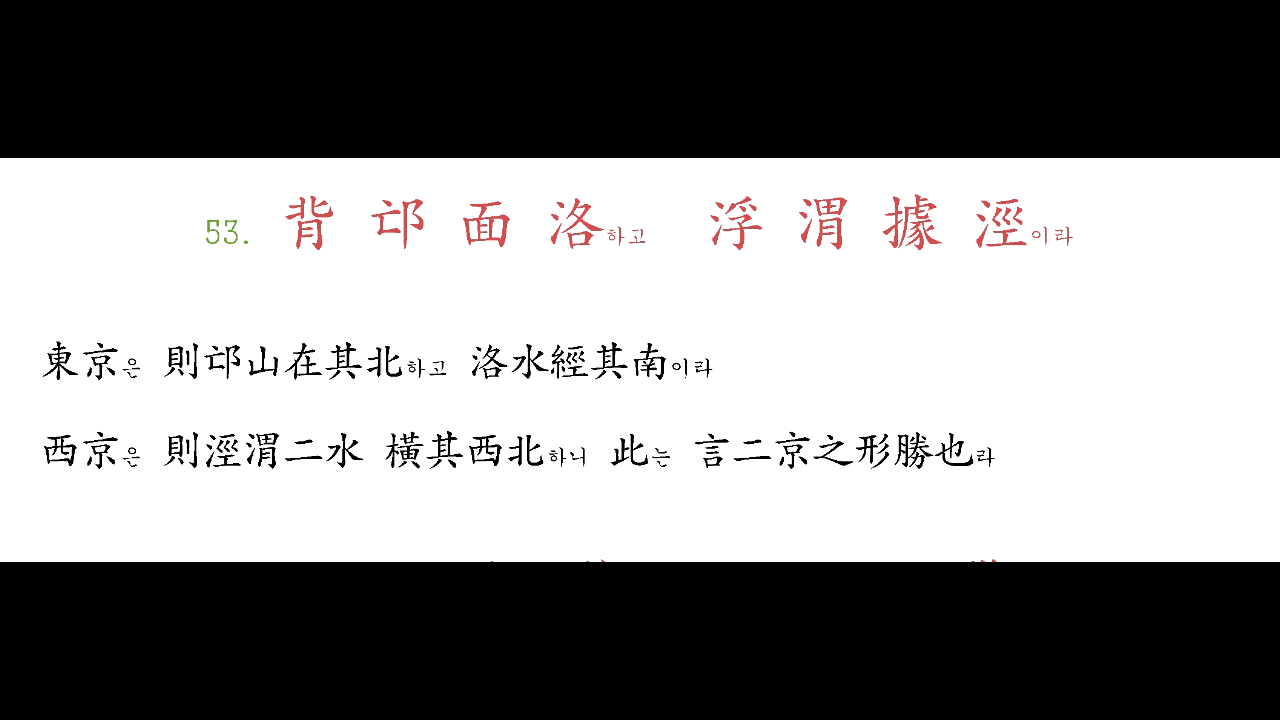 53. 背 邙 面 洛하고 浮 渭 據 涇이라
東京은 則邙山在其北하고 洛水經其南이라
西京은 則涇渭二水 橫其西北하니 此는 言二京之形勝也라